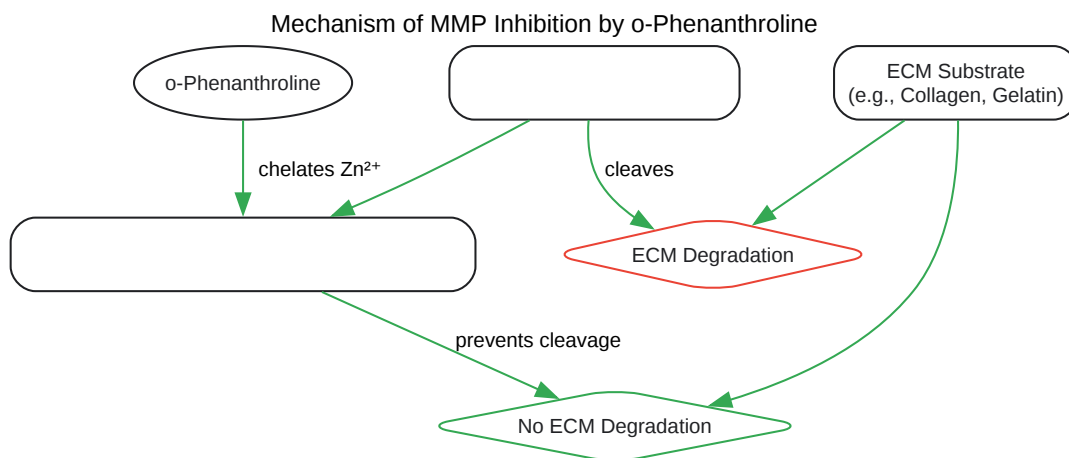 Mechanism of MMP Inhibition by o-Phenanthroline
o-Phenanthroline
ECM Substrate
(e.g., Collagen, Gelatin)
chelates Zn²⁺
cleaves
ECM Degradation
prevents cleavage
No ECM Degradation